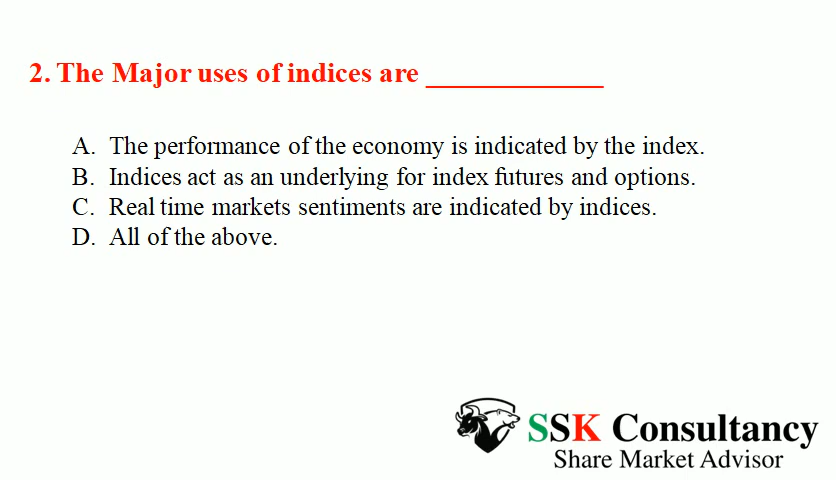 2. The Major uses of indices are _____________
A. The performance of the economy is indicated by the index.
B. Indices act as an underlying for index futures and options.
C. Real time markets sentiments are indicated by indices.
D. All of the above.
SSK Consultancy
Share Market Advisor